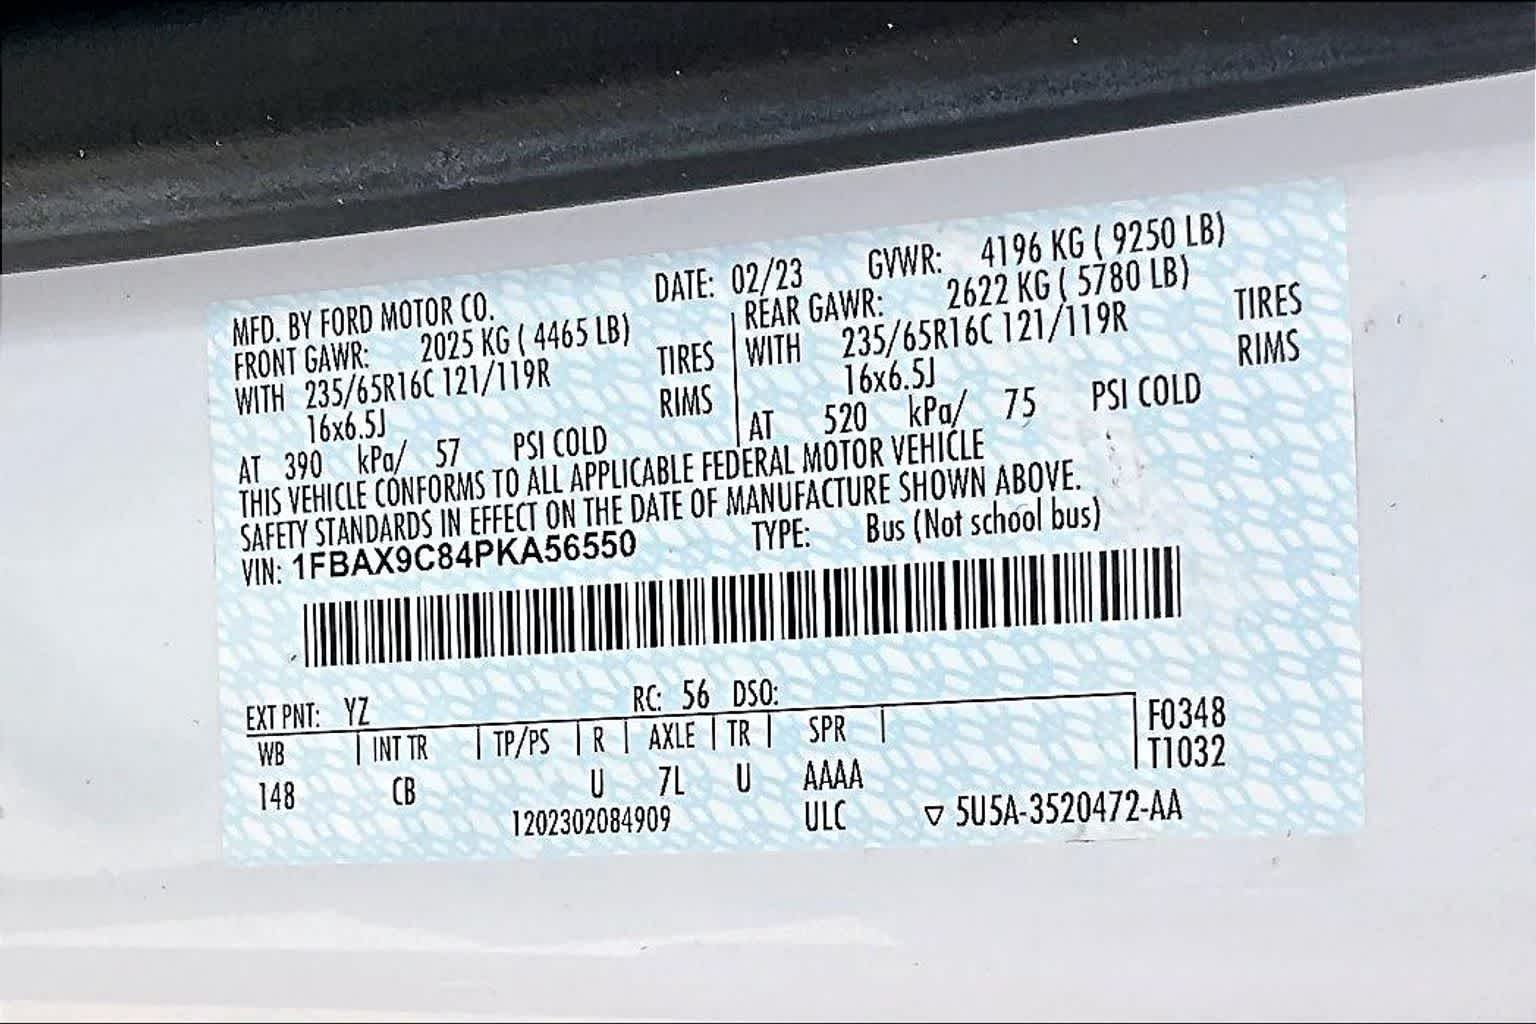 MFD. BY FORD MOTOR CO. DATE: 02/23 GVWR: 4196 KG ( 9250 LB)
FRONT GAWR: 2025 KG ( 4465 LB)
WITH 235/65R16C 121/119R TIRES
16x6.5J RIMS
AT 390 kPa/ 57 PSI COLD
REAR GAWR: 2622 KG ( 5780 LB)
WITH 235/65R16C 121/119R TIRES
16x6.5J RIMS
AT 520 kPa/ 75 PSI COLD
THIS VEHICLE CONFORMS TO ALL APPLICABLE FEDERAL MOTOR VEHICLE
SAFETY STANDARDS IN EFFECT ON THE DATE OF MANUFACTURE SHOWN ABOVE.
VIN: 1FBAX9C84PKA56550 TYPE: Bus (Not school bus)
EXT PNT: YZ RC: 56 DSO:
WB INT TR TP/PS R AXLE TR SPR F0348
T1032
148 CB U 7L U AAAA
1202302084909 ULC ▽ 5U5A-3520472-AA